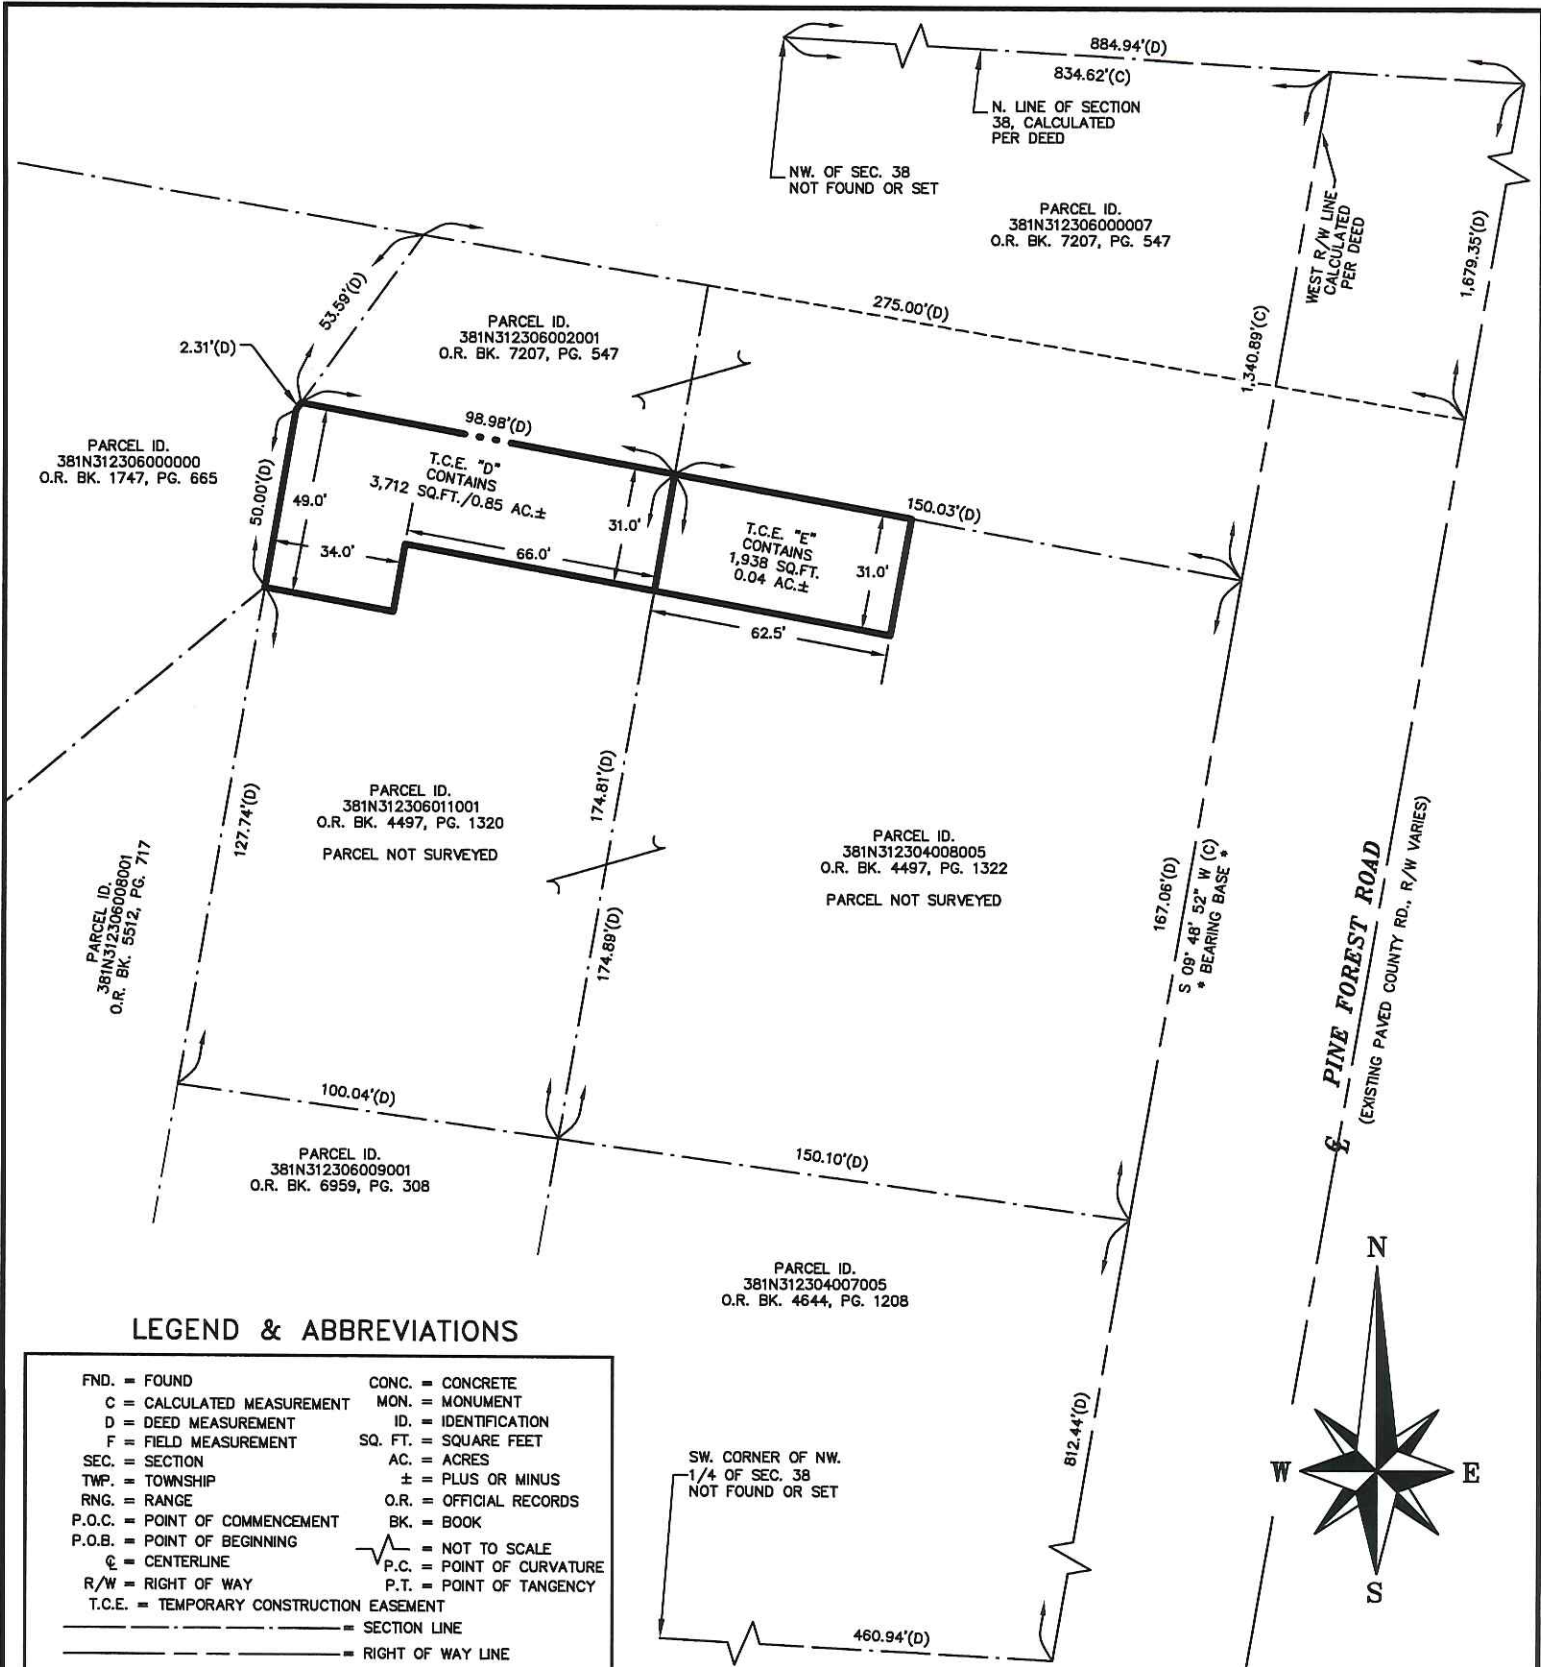 884.94'(D)
834.62'(C)
N. LINE OF SECTION
38, CALCULATED
PER DEED
NW. OF SEC. 38
NOT FOUND OR SET
PARCEL ID.
381N312306000007
O.R. BK. 7207, PG. 547
WEST R/W LINE
CALCULATED
PER DEED
1,679.35'(D)
53.59'(D)
275.00'(D)
1,340.89'(C)
PARCEL ID.
381N312306002001
O.R. BK. 7207, PG. 547
2.31'(D)
98.98'(D)
PARCEL ID.
381N312306000000
O.R. BK. 1747, PG. 665
50.00'(D)
49.0'
34.0'
T.C.E. "D"
CONTAINS
3,712 SQ.FT./0.85 AC.±
31.0'
66.0'
150.03'(D)
T.C.E. "E"
CONTAINS
1,938 SQ.FT.
0.04 AC.±
31.0'
62.5'
127.74'(D)
PARCEL ID.
381N312306011001
O.R. BK. 4497, PG. 1320
PARCEL NOT SURVEYED
174.81'(D)
174.89'(D)
PARCEL ID.
381N312304008005
O.R. BK. 4497, PG. 1322
PARCEL NOT SURVEYED
167.06'(D)
S 09° 48' 52" W (C)
* BEARING BASE *
PARCEL ID.
381N312306008001
O.R. BK. 5512, PG. 717
℄ PINE FOREST ROAD
(EXISTING PAVED COUNTY RD., R/W VARIES)
100.04'(D)
PARCEL ID.
381N312306009001
O.R. BK. 6959, PG. 308
150.10'(D)
PARCEL ID.
381N312304007005
O.R. BK. 4644, PG. 1208
N
W
E
S
812.44'(D)
SW. CORNER OF NW.
1/4 OF SEC. 38
NOT FOUND OR SET
460.94'(D)
LEGEND & ABBREVIATIONS
FND. = FOUND
C = CALCULATED MEASUREMENT
D = DEED MEASUREMENT
F = FIELD MEASUREMENT
SEC. = SECTION
TWP. = TOWNSHIP
RNG. = RANGE
P.O.C. = POINT OF COMMENCEMENT
P.O.B. = POINT OF BEGINNING
℄ = CENTERLINE
R/W = RIGHT OF WAY
T.C.E. = TEMPORARY CONSTRUCTION EASEMENT
CONC. = CONCRETE
MON. = MONUMENT
ID. = IDENTIFICATION
SQ. FT. = SQUARE FEET
AC. = ACRES
± = PLUS OR MINUS
O.R. = OFFICIAL RECORDS
BK. = BOOK
= NOT TO SCALE
P.C. = POINT OF CURVATURE
P.T. = POINT OF TANGENCY
= SECTION LINE
= RIGHT OF WAY LINE